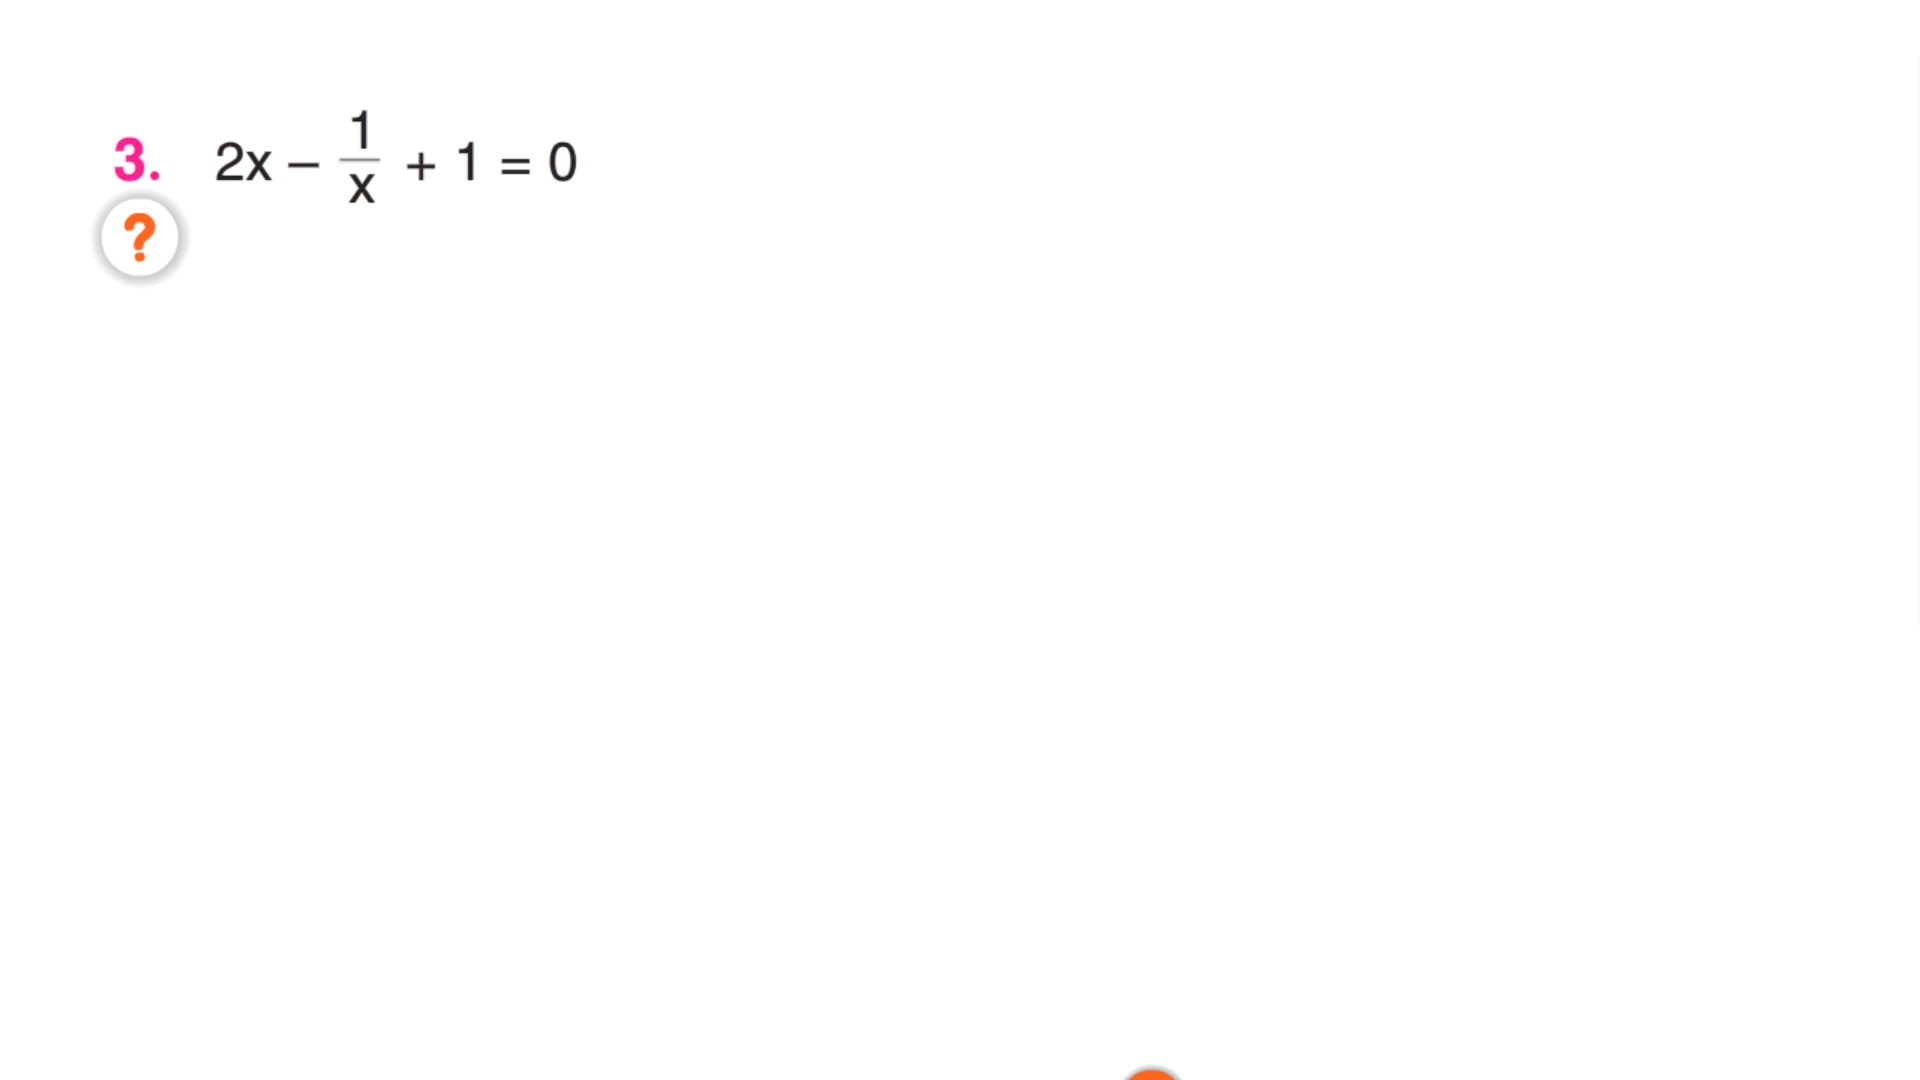 3. 2x – 1/x + 1 = 0
?